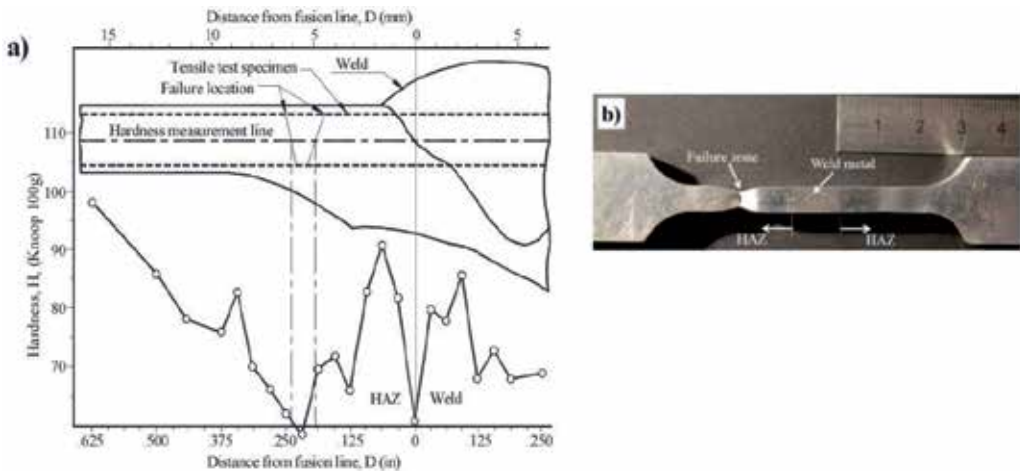 Distance from fusion line, D (mm)
15 10 5 0 5
a)
Weld
Tensile test specimen
Failure location
Hardness measurement line
110
100
90
80
70
Hardness, H, (Knoop 100g)
HAZ Weld
.625 .500 .375 .250 .125 0 .125 .250
Distance from fusion line, D (in)
b)
1 2 3 4
Failure zone
Weld metal
HAZ HAZ